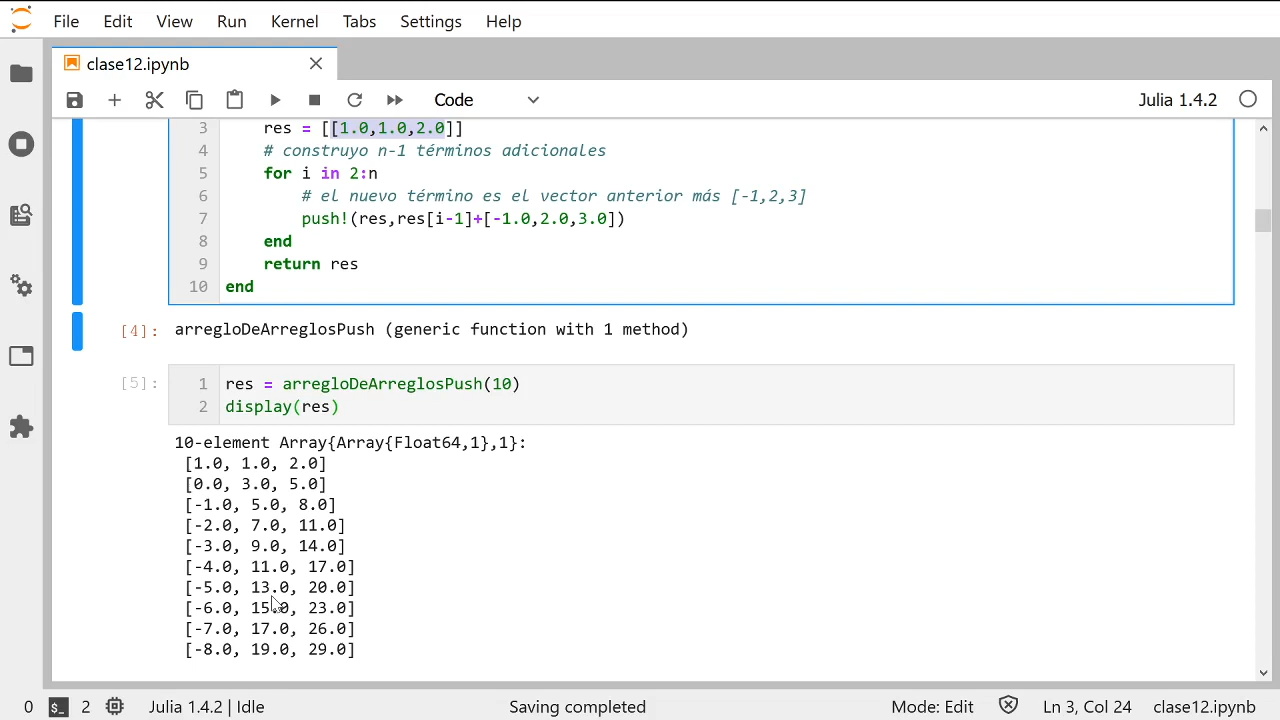 File Edit View Run Kernel Tabs Settings Help
clase12.ipynb
Code Julia 1.4.2
3 res = [[1.0,1.0,2.0]]
4 # construyo n-1 términos adicionales
5 for i in 2:n
6 # el nuevo término es el vector anterior más [-1,2,3]
7 push!(res,res[i-1]+[-1.0,2.0,3.0])
8 end
9 return res
10 end
[4]: arregloDeArreglosPush (generic function with 1 method)
[5]: 1 res = arregloDeArreglosPush(10)
2 display(res)
10-element Array{Array{Float64,1},1}:
[1.0, 1.0, 2.0]
[0.0, 3.0, 5.0]
[-1.0, 5.0, 8.0]
[-2.0, 7.0, 11.0]
[-3.0, 9.0, 14.0]
[-4.0, 11.0, 17.0]
[-5.0, 13.0, 20.0]
[-6.0, 15.0, 23.0]
[-7.0, 17.0, 26.0]
[-8.0, 19.0, 29.0]
0 $_ 2 Julia 1.4.2 | Idle Saving completed Mode: Edit Ln 3, Col 24 clase12.ipynb